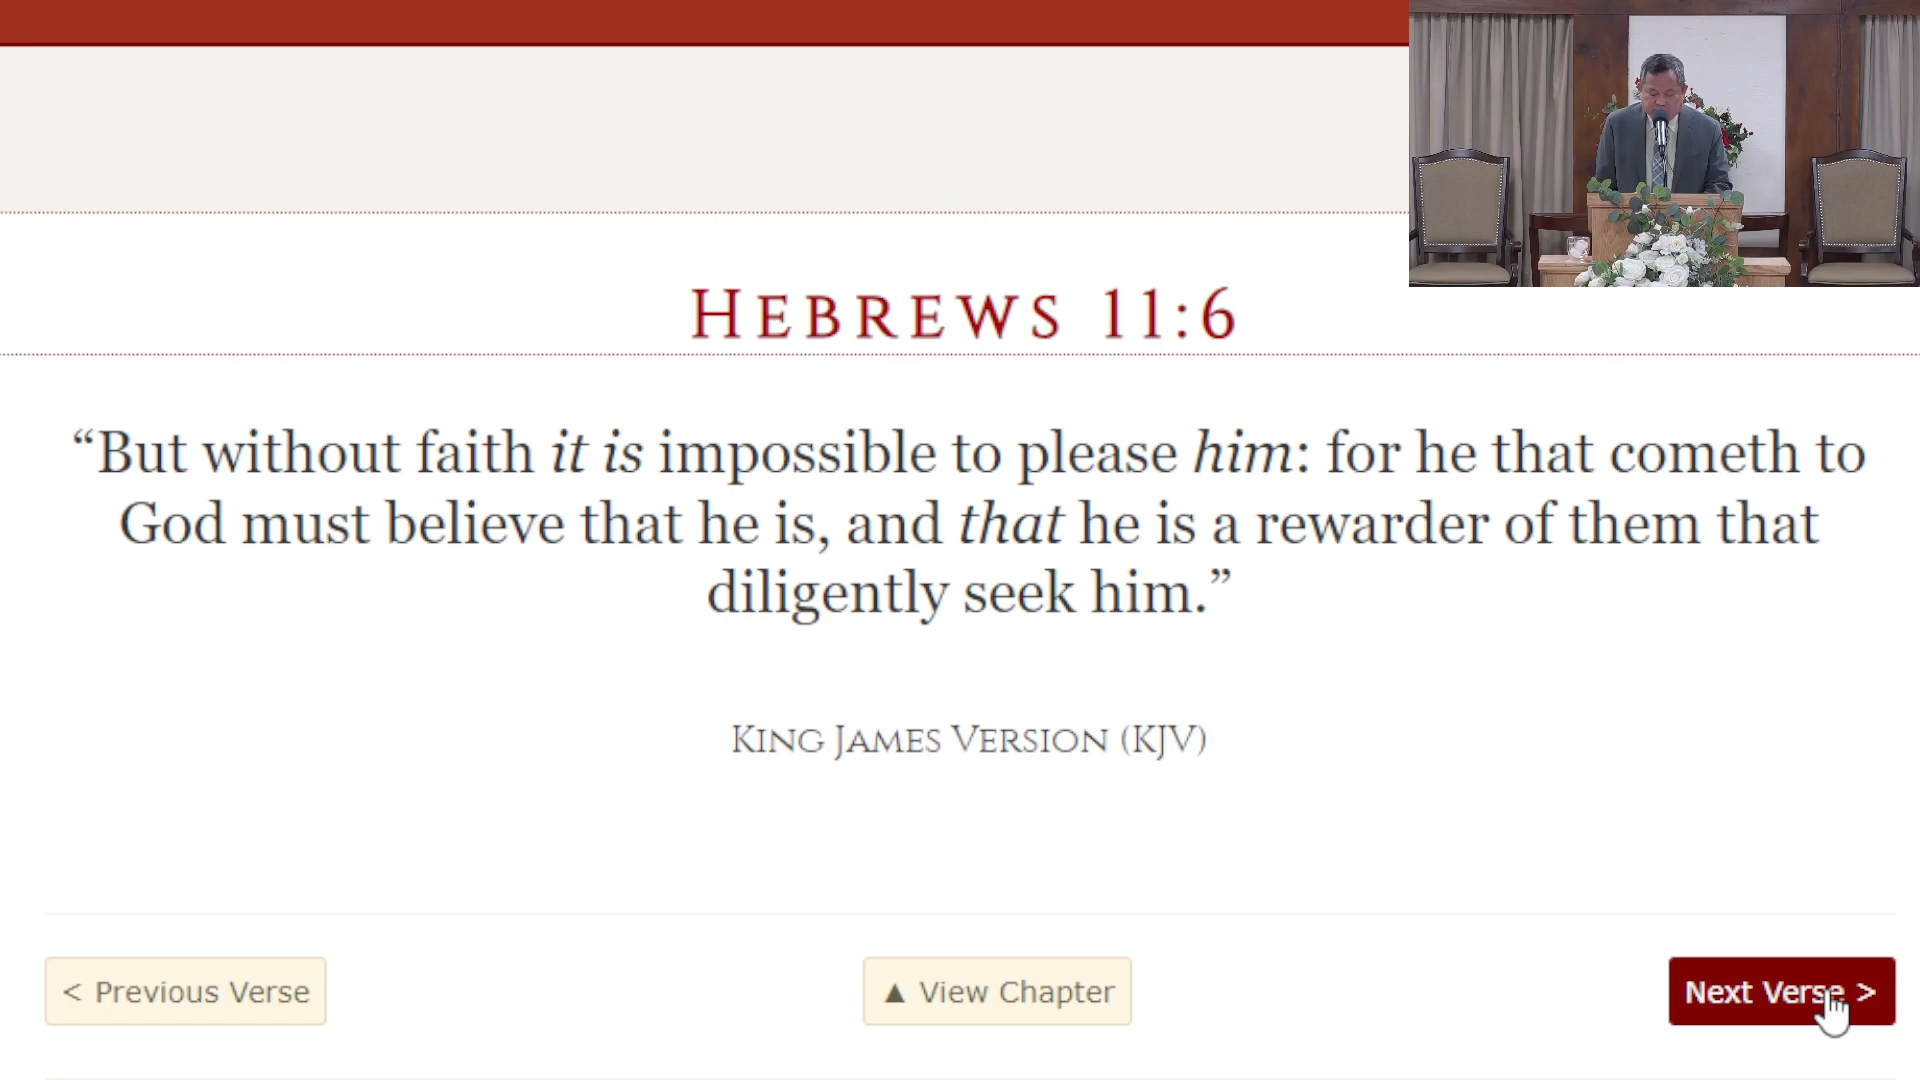 HEBREWS 11:6
“But without faith it is impossible to please him: for he that cometh to
God must believe that he is, and that he is a rewarder of them that
diligently seek him.”
KING JAMES VERSION (KJV)
< Previous Verse
▲ View Chapter
Next Verse >